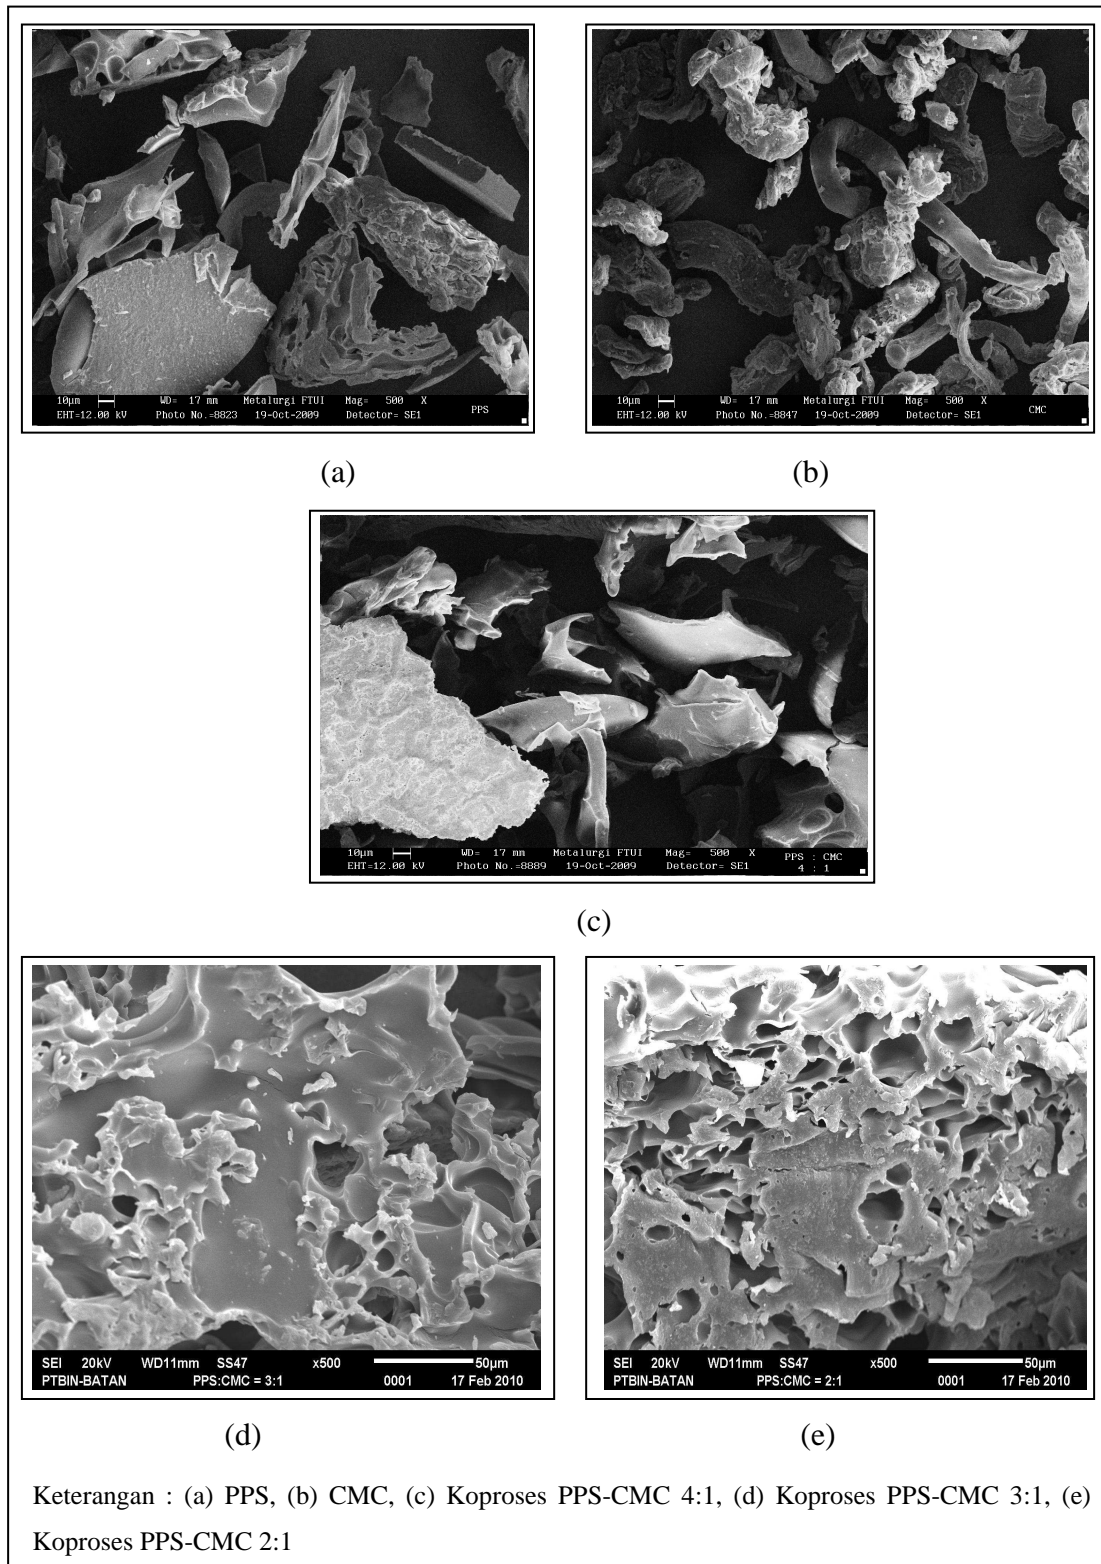 10µm WD= 17 mm Metalurgi FTUI Mag= 500 X
EHT=12.00 kV Photo No.=8823 19-Oct-2009 Detector= SE1 PPS
10µm WD= 17 mm Metalurgi FTUI Mag= 500 X
EHT=12.00 kV Photo No.=8847 19-Oct-2009 Detector= SE1 CMC
(a)
(b)
10µm WD= 17 mm Metalurgi FTUI Mag= 500 X PPS : CMC
EHT=12.00 kV Photo No.=8889 19-Oct-2009 Detector= SE1 4 : 1
(c)
SEI 20kV WD11mm SS47 x500 50µm
PTBIN-BATAN PPS:CMC = 3:1 0001 17 Feb 2010
SEI 20kV WD11mm SS47 x500 50µm
PTBIN-BATAN PPS:CMC = 2:1 0001 17 Feb 2010
(d)
(e)
Keterangan : (a) PPS, (b) CMC, (c) Koproses PPS-CMC 4:1, (d) Koproses PPS-CMC 3:1, (e)
Koproses PPS-CMC 2:1